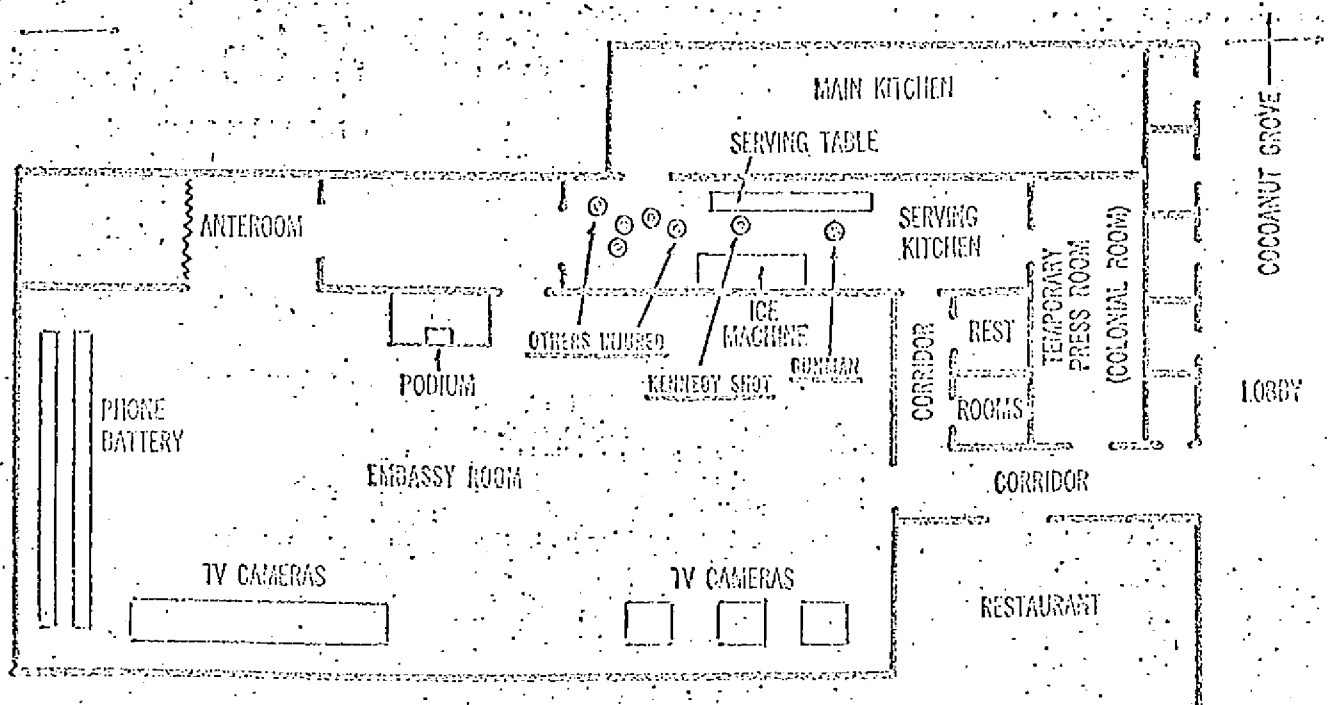 MAIN KITCHEN
SERVING TABLE
COCOANUT GROVE
ANTEROOM
SERVING
KITCHEN
TEMPORARY
PRESS ROOM
(COLONIAL ROOM)
OTHERS INJURED
ICE
MACHINE
KENNEDY SHOT
GUNMAN
CORRIDOR
REST
ROOMS
PODIUM
PHONE
BATTERY
LOBBY
EMBASSY ROOM
CORRIDOR
TV CAMERAS
TV CAMERAS
RESTAURANT